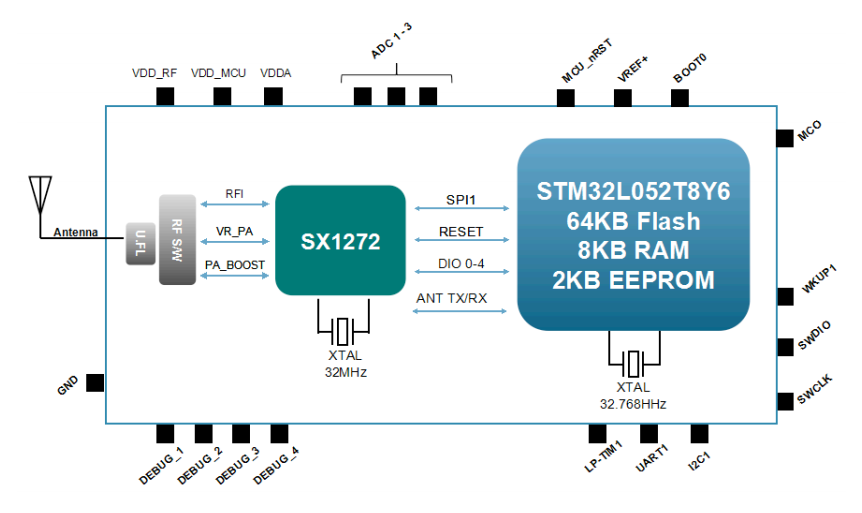 ADC 1-3
VDD_RF
VDD_MCU
VDDA
MCU_nRST
VREF+
BOOT0
MCO
Antenna
U.FL
RF S/W
RFI
VR_PA
PA_BOOST
SX1272
SPI1
RESET
DIO 0-4
ANT TX/RX
STM32L052T8Y6
64KB Flash
8KB RAM
2KB EEPROM
WKUP1
SWDIO
SWCLK
XTAL
32MHz
XTAL
32.768HHz
GND
DEBUG_1
DEBUG_2
DEBUG_3
DEBUG_4
LP-TIM1
UART1
I2C1